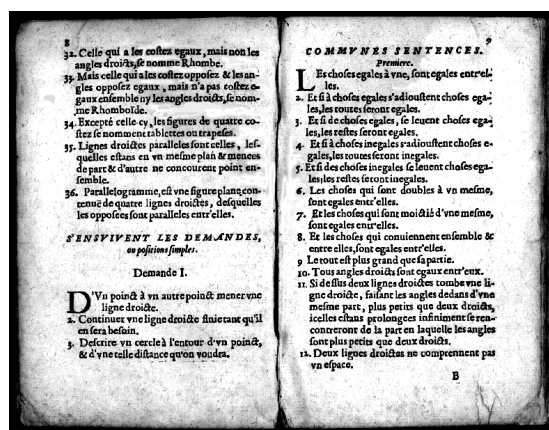 8
32. Celle qui a les costez egaux, mais non les
angles droicts, se nomme Rhombe.
33. Mais celle qui a les costez opposez & les an-
gles opposez egaux, mais n'a pas costez e-
gaux ensemble ny les angles droicts, se nom-
me Rhomboïde.
34. Excepté celle-cy, les figures de quatre co-
stez se nomment tablettes ou trapeses.
35. Lignes droictes paralleles sont celles, les-
quelles estans en vn mesme plan & menees
de part & d'autre ne concourent point en-
semble.
36. Parallelogramme, est vne figure plane, con-
tenuë de quatre lignes droictes, desquelles
les opposees sont paralleles entr'elles.
S'ENSVIVENT LES DEMANDES,
ou positions simples.
Demande I.
D'Vn poinct à vn autre poinct mener vne
ligne droicte.
2. Continuer vne ligne droicte finie tant qu'il
en sera besoin.
3. Descrire vn cercle à l'entour d'vn poinct,
& d'vne telle distance qu'on voudra.
9
COMMVNES SENTENCES.
Premiere.
LEs choses egales à vne, sont egales entr'el-
les.
2. Et si à choses egales s'adioustent choses ega-
les, les toutes seront egales.
3. Et si de choses egales, se leuent choses ega-
les, les restes seront egales.
4. Et si à choses inegales s'adioustent choses e-
gales, les toutes seront inegales.
5. Et si des choses inegales se leuent choses ega-
les, les restes seront inegales.
6. Les choses qui sont doubles à vn mesme,
sont egales entr'elles.
7. Et les choses qui sont moictié d'vne mesme,
sont egales entr'elles.
8. Et les choses qui conuiennent ensemble &
entre elles, sont egales entr'elles.
9 Le tout est plus grand que sa partie.
10. Tous angles droicts sont egaux entr'eux.
11. Si dessus deux lignes droictes tombe vne li-
gne droicte, faisant les angles dedans d'vne
mesme part, plus petits que deux droicts,
icelles estans prolongees infiniment se ren-
contreront de la part en laquelle les angles
sont plus petits que deux droicts.
12. Deux lignes droictes ne comprennent pas
vn espace.
B